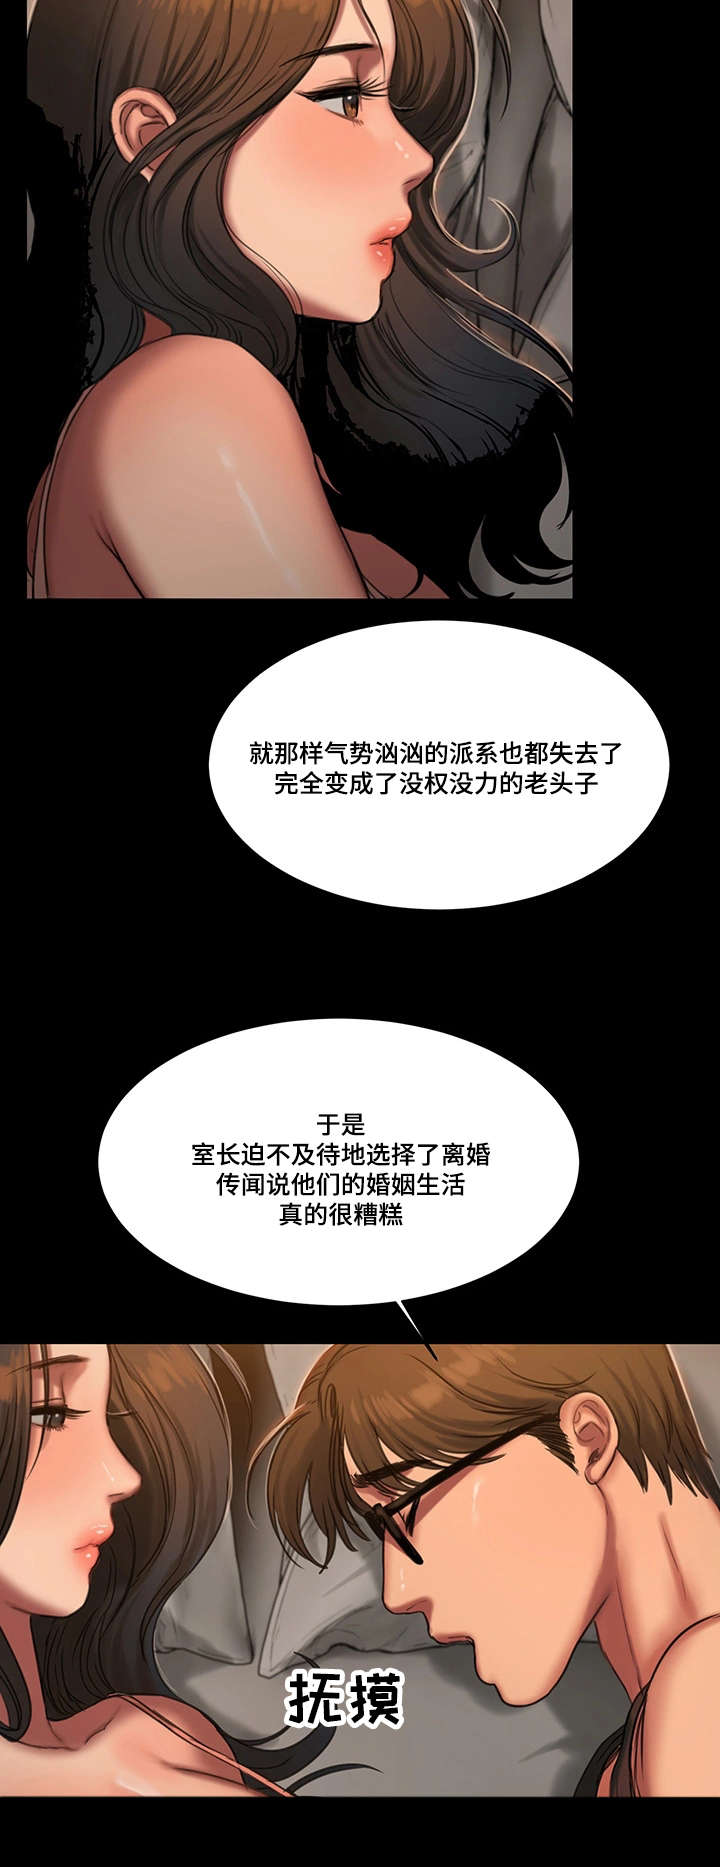 就那样气势汹汹的派系也都失去了
完全变成了没权没力的老头子
于是
室长迫不及待地选择了离婚
传闻说他们的婚姻生活
真的很糟糕
抚摸